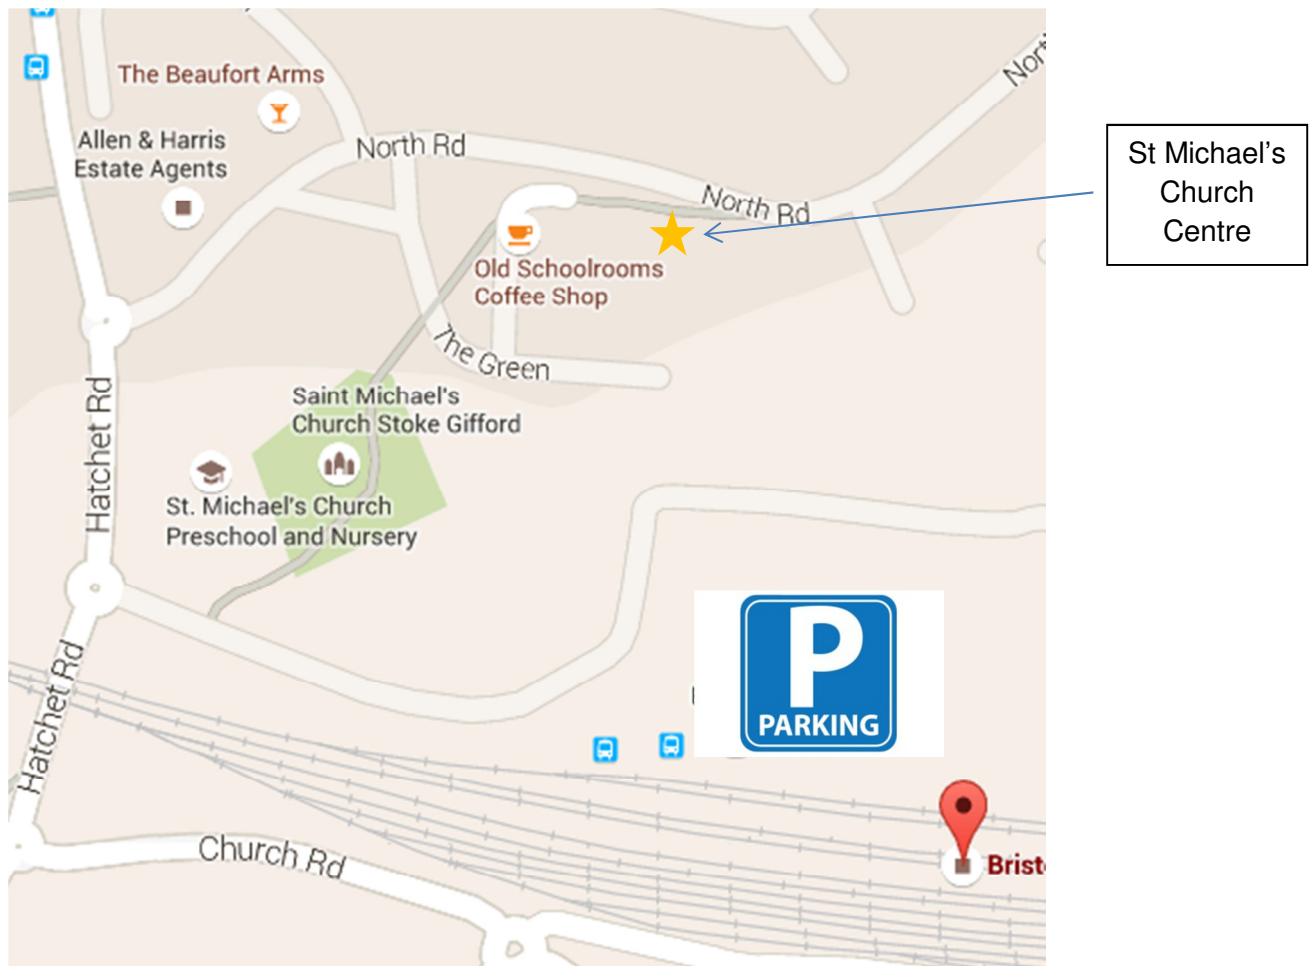 The Beaufort Arms
Allen & Harris
Estate Agents
North Rd
North Rd
St Michael's
Church
Centre
Old Schoolrooms
Coffee Shop
The Green
Hatchet Rd
Saint Michael's
Church Stoke Gifford
St. Michael's Church
Preschool and Nursery
P
PARKING
Hatchet Rd
Church Rd